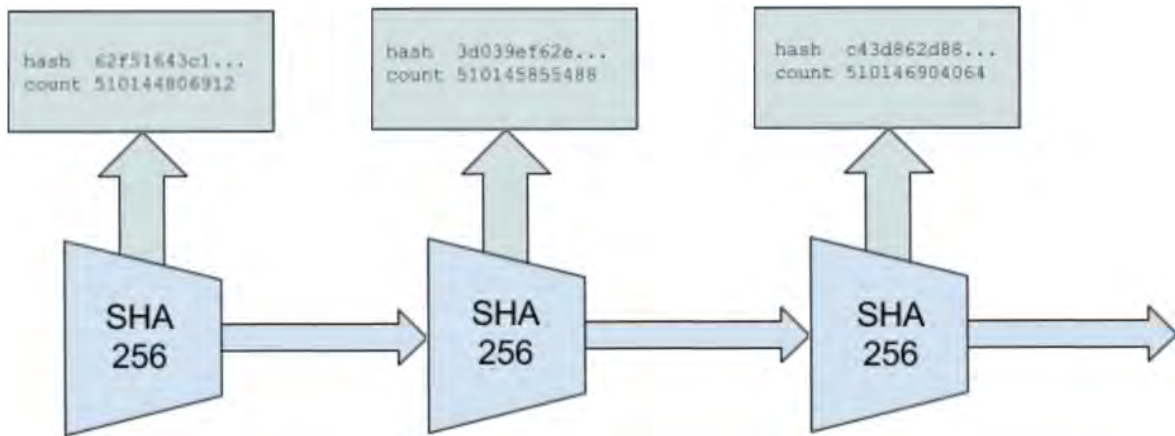 hash 62f51643c1...
count 510144806912
hash 3d039ef62e...
count 510145855488
hash c43d862d88...
count 510146904064
SHA
256
SHA
256
SHA
256